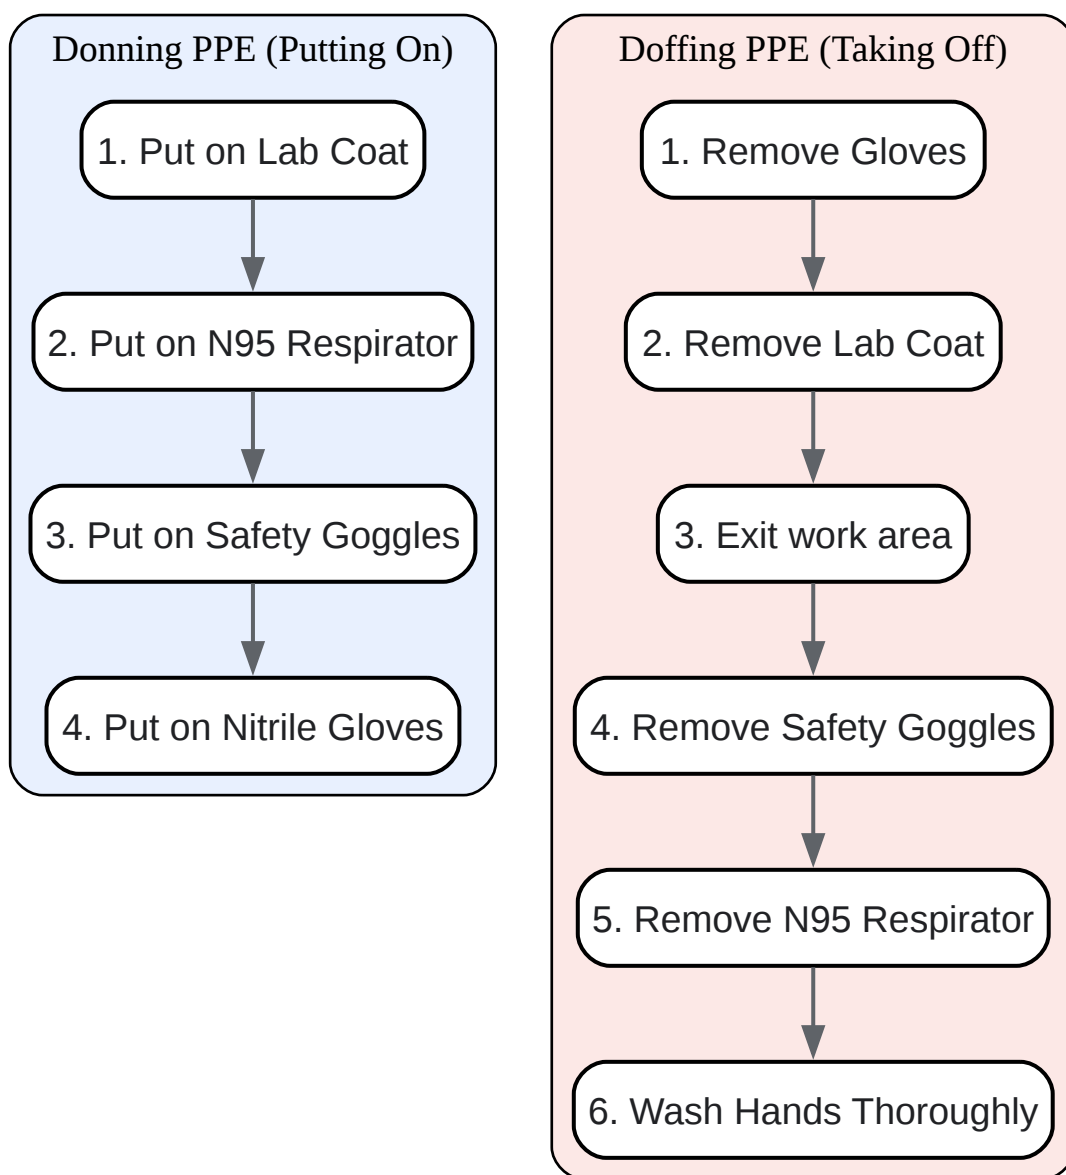 Donning PPE (Putting On)
1. Put on Lab Coat
2. Put on N95 Respirator
3. Put on Safety Goggles
4. Put on Nitrile Gloves
Doffing PPE (Taking Off)
1. Remove Gloves
2. Remove Lab Coat
3. Exit work area
4. Remove Safety Goggles
5. Remove N95 Respirator
6. Wash Hands Thoroughly